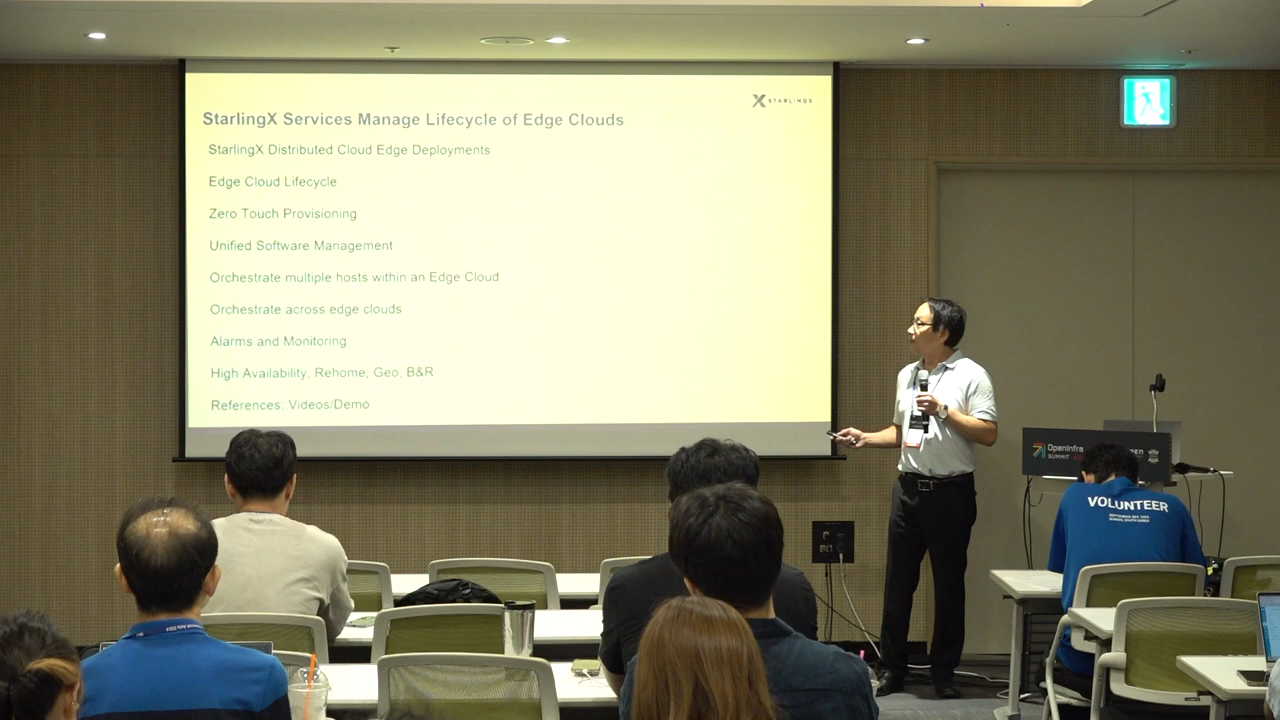 STARLINGX
StarlingX Services Manage Lifecycle of Edge Clouds
StarlingX Distributed Cloud Edge Deployments
Edge Cloud Lifecycle
Zero Touch Provisioning
Unified Software Management
Orchestrate multiple hosts within an Edge Cloud
Orchestrate across edge clouds
Alarms and Monitoring
High Availability, Rehome, Geo, B&R
References: Videos/Demo
OpenInfra
SUMMIT
VOLUNTEER